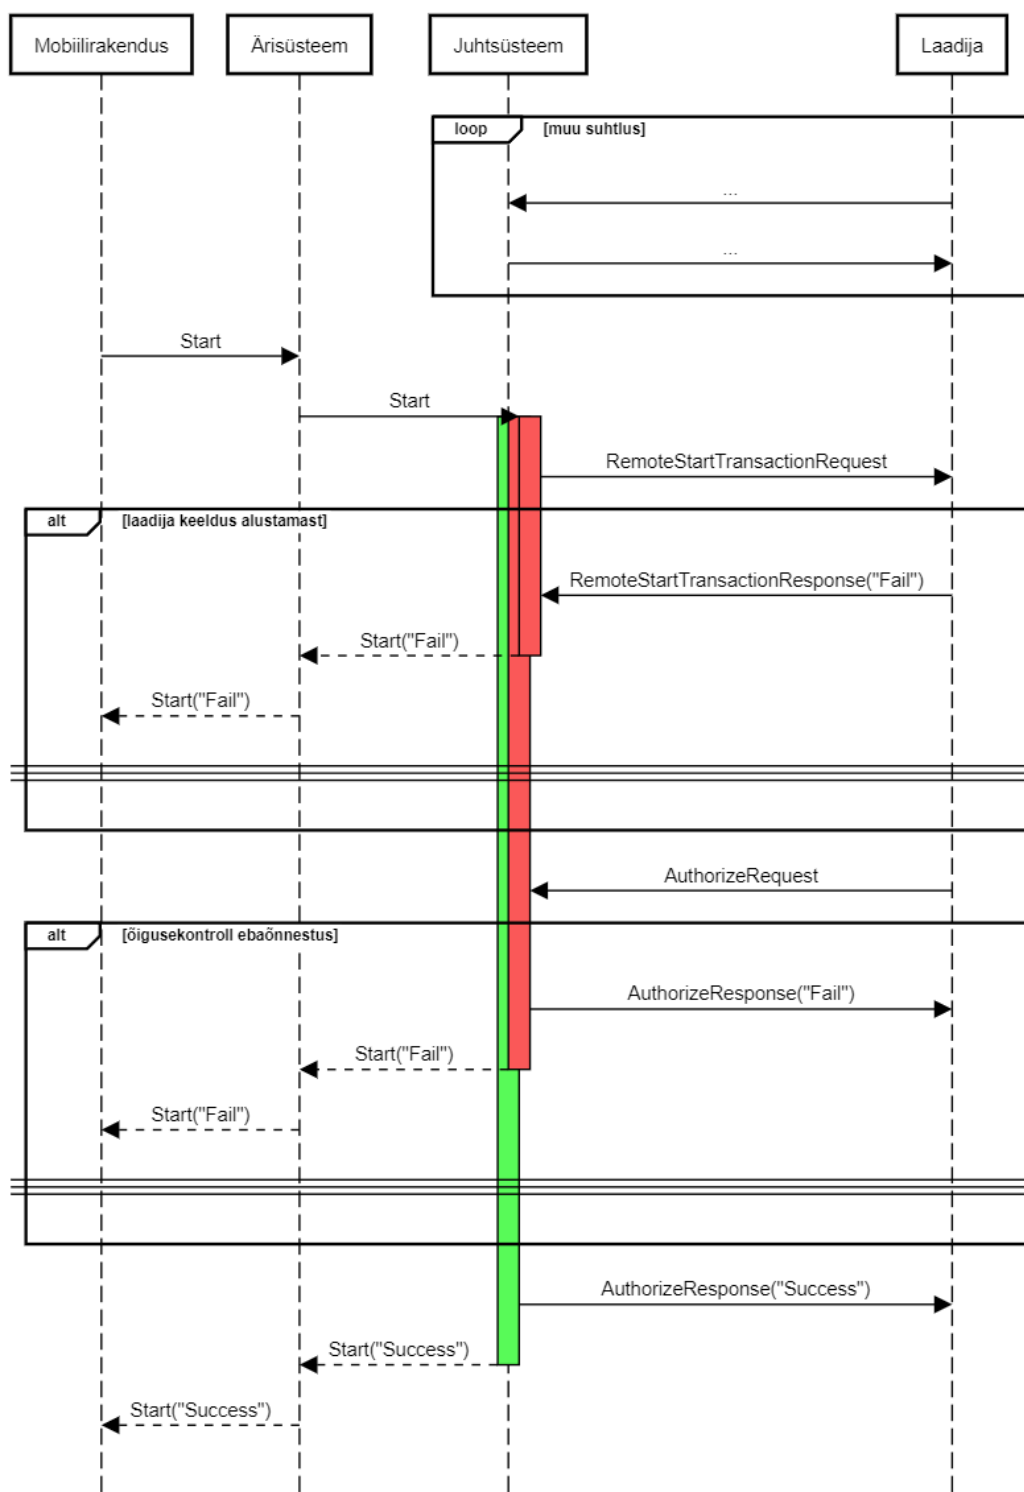 Mobiilirakendus
Ärisüsteem
Juhtsüsteem
Laadija
loop
[muu suhtlus]
...
...
Start
Start
RemoteStartTransactionRequest
alt
[laadija keeldus alustamast]
RemoteStartTransactionResponse("Fail")
Start("Fail")
Start("Fail")
AuthorizeRequest
alt
[õigusekontroll ebaõnnestus]
AuthorizeResponse("Fail")
Start("Fail")
Start("Fail")
AuthorizeResponse("Success")
Start("Success")
Start("Success")